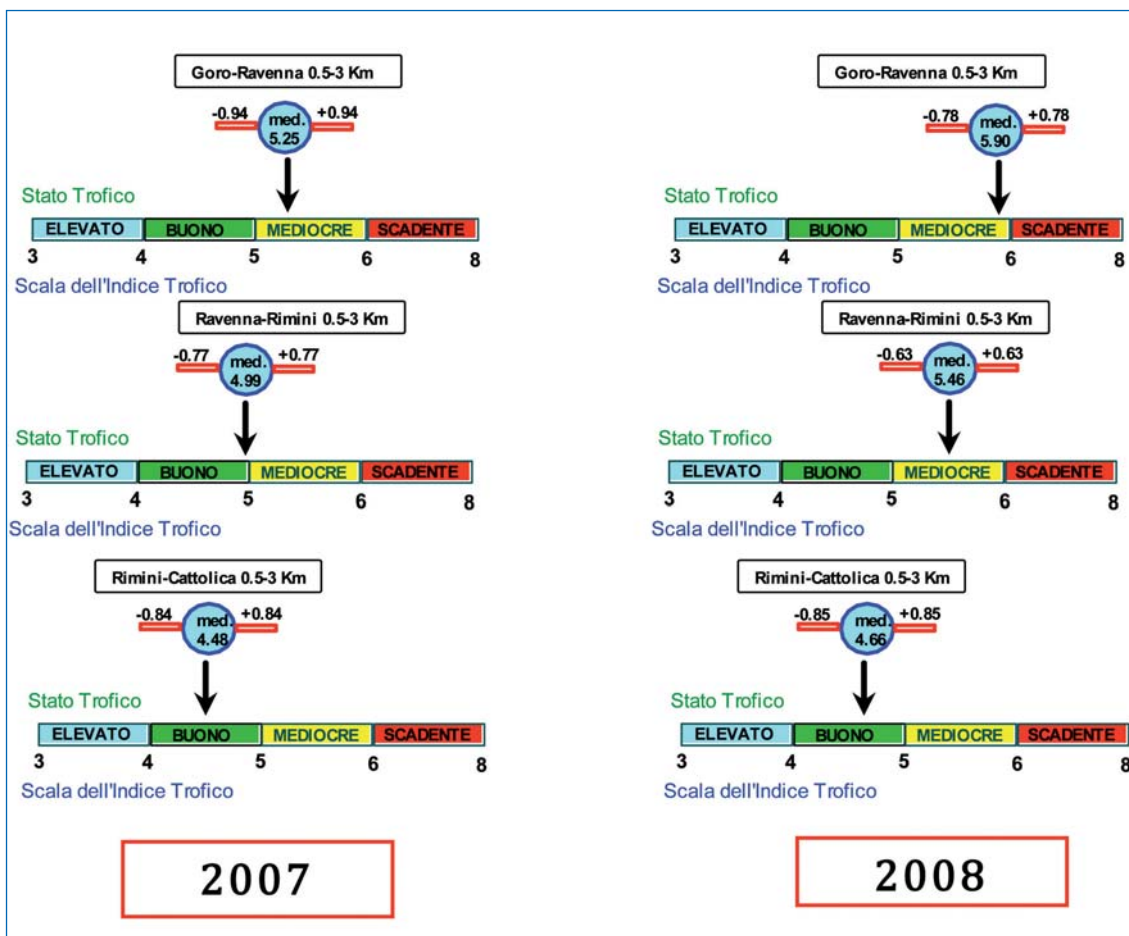 Goro-Ravenna 0.5-3 Km
-0.94 med. +0.94
5.25
Stato Trofico
ELEVATO BUONO MEDIOCRE SCADENTE
3 4 5 6 8
Scala dell'Indice Trofico
Ravenna-Rimini 0.5-3 Km
-0.77 med. +0.77
4.99
Stato Trofico
ELEVATO BUONO MEDIOCRE SCADENTE
3 4 5 6 8
Scala dell'Indice Trofico
Rimini-Cattolica 0.5-3 Km
-0.84 med. +0.84
4.48
Stato Trofico
ELEVATO BUONO MEDIOCRE SCADENTE
3 4 5 6 8
Scala dell'Indice Trofico
2007
Goro-Ravenna 0.5-3 Km
-0.78 med. +0.78
5.90
Stato Trofico
ELEVATO BUONO MEDIOCRE SCADENTE
3 4 5 6 8
Scala dell'Indice Trofico
Ravenna-Rimini 0.5-3 Km
-0.63 med. +0.63
5.46
Stato Trofico
ELEVATO BUONO MEDIOCRE SCADENTE
3 4 5 6 8
Scala dell'Indice Trofico
Rimini-Cattolica 0.5-3 Km
-0.85 med. +0.85
4.66
Stato Trofico
ELEVATO BUONO MEDIOCRE SCADENTE
3 4 5 6 8
Scala dell'Indice Trofico
2008